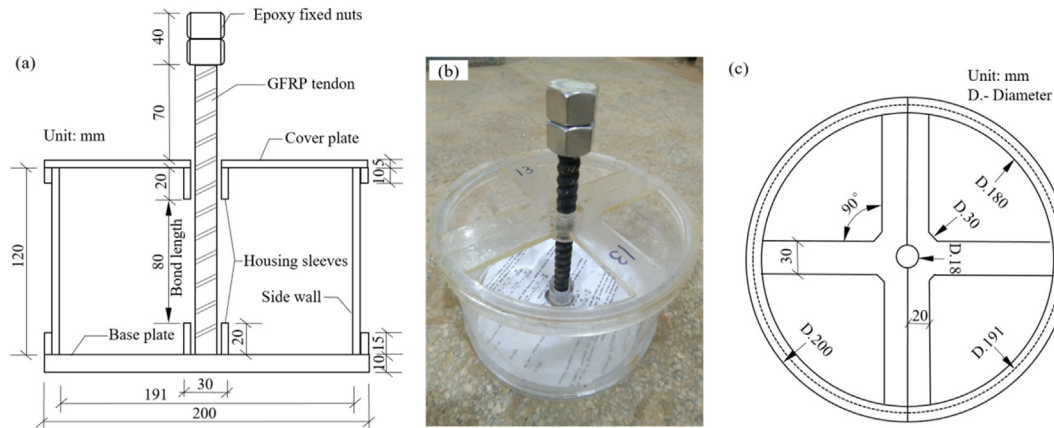 (a)
Unit: mm
40
70
Epoxy fixed nuts
GFRP tendon
Cover plate
10 5
20
120
80
Bond length
Housing sleeves
Side wall
Base plate
20
10 15
30
191
200
(b)
13
13
(c)
Unit: mm
D.- Diameter
90°
D.180
D.30
D.18
30
20
D.200
D.191